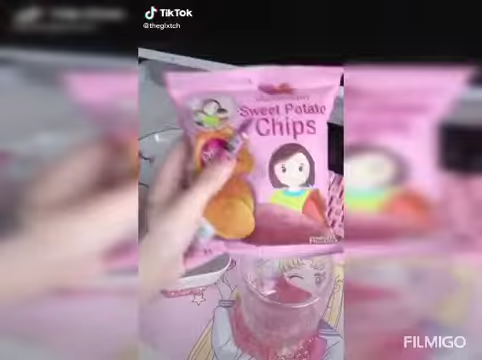 TikTok
@theglxtch
Sweet Potato
Chips
FILMIGO